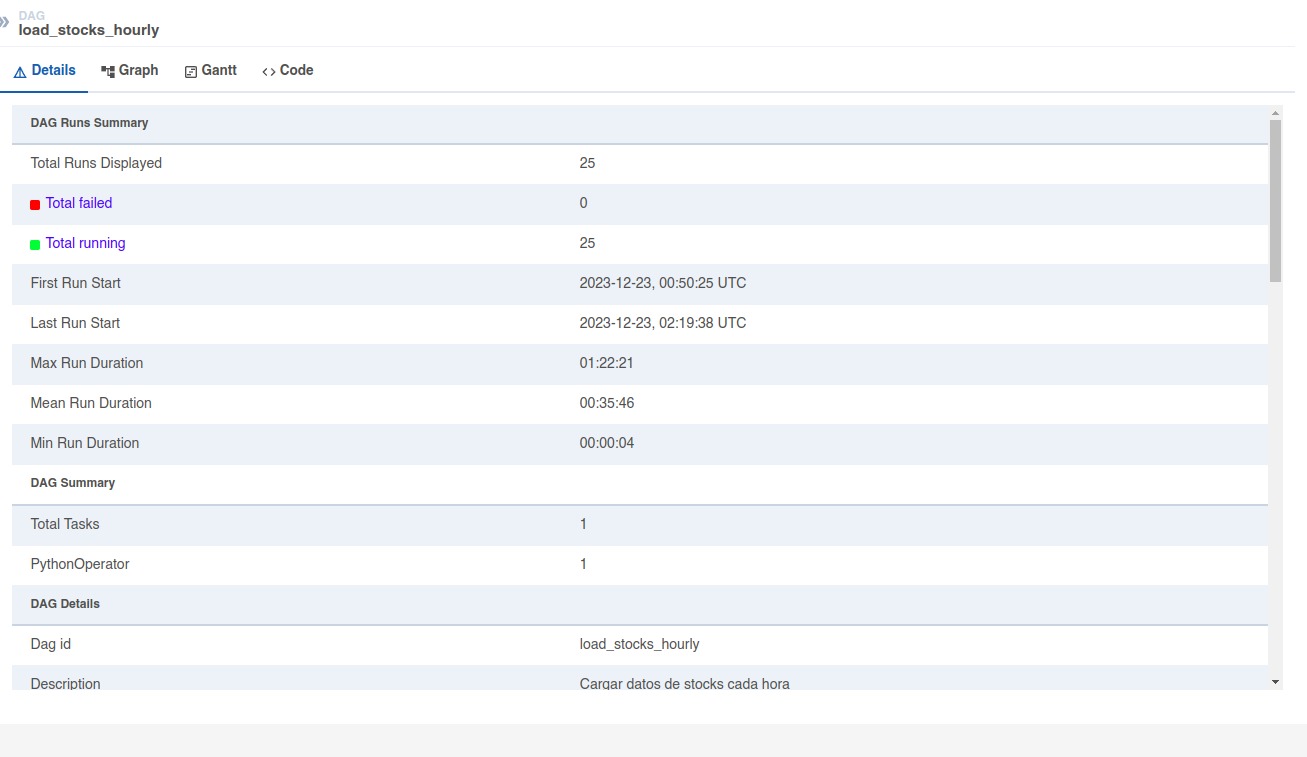 DAG
load_stocks_hourly
Details Graph Gantt Code
DAG Runs Summary
Total Runs Displayed 25
Total failed 0
Total running 25
First Run Start 2023-12-23, 00:50:25 UTC
Last Run Start 2023-12-23, 02:19:38 UTC
Max Run Duration 01:22:21
Mean Run Duration 00:35:46
Min Run Duration 00:00:04
DAG Summary
Total Tasks 1
PythonOperator 1
DAG Details
Dag id load_stocks_hourly
Description Cargar datos de stocks cada hora